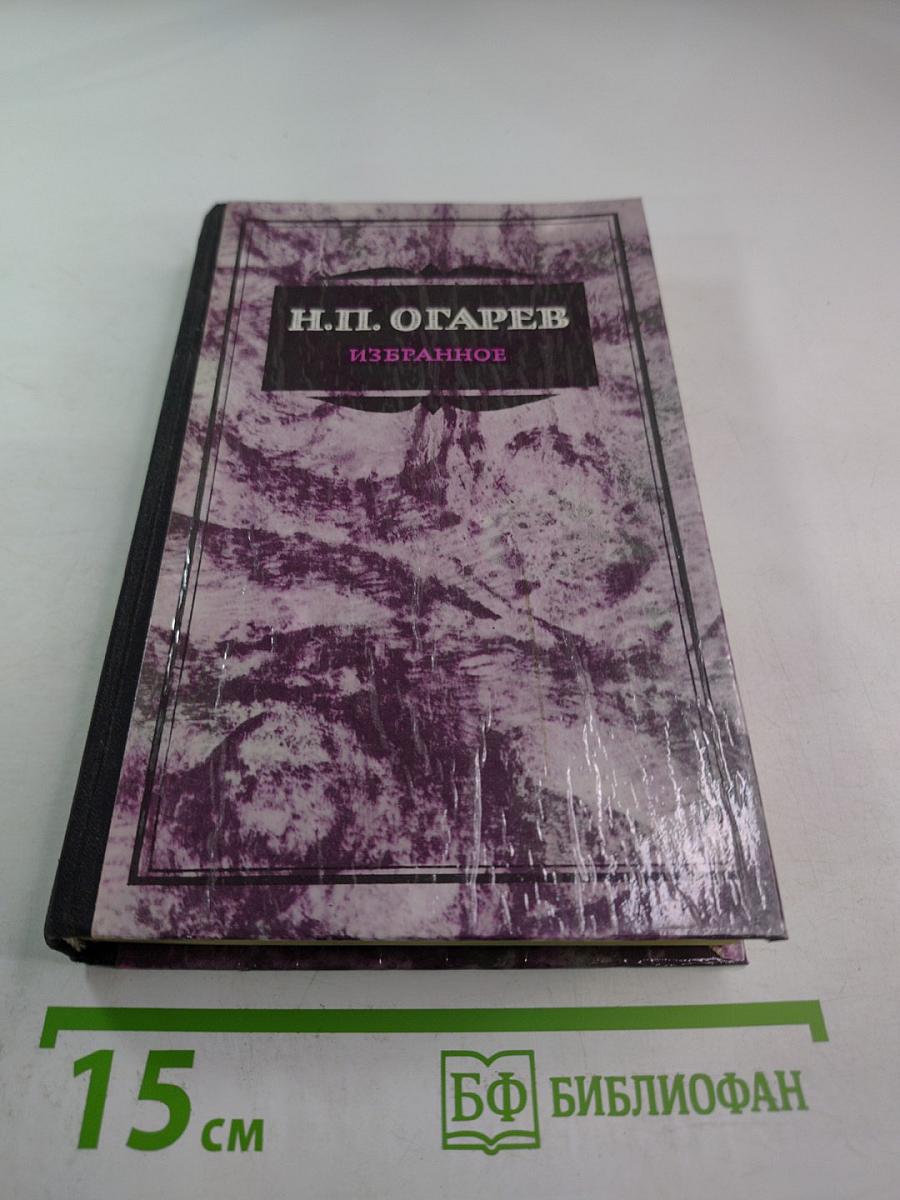 Н.П. ОГАРЕВ
ИЗБРАННОЕ
15 см
БФ БИБЛИОФАН